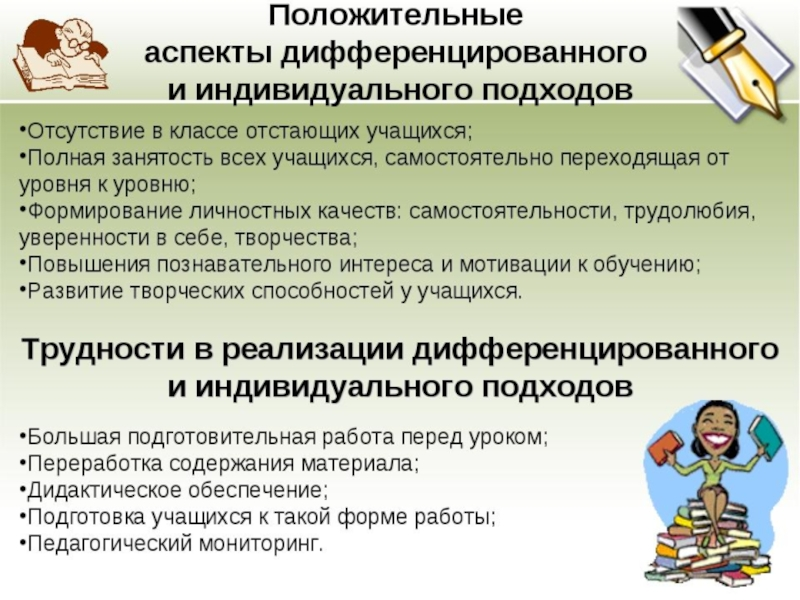 Положительные
аспекты дифференцированного
и индивидуального подходов
•Отсутствие в классе отстающих учащихся;
•Полная занятость всех учащихся, самостоятельно переходящая от
уровня к уровню;
•Формирование личностных качеств: самостоятельности, трудолюбия,
уверенности в себе, творчества;
•Повышения познавательного интереса и мотивации к обучению;
•Развитие творческих способностей у учащихся.
Трудности в реализации дифференцированного
и индивидуального подходов
•Большая подготовительная работа перед уроком;
•Переработка содержания материала;
•Дидактическое обеспечение;
•Подготовка учащихся к такой форме работы;
•Педагогический мониторинг.